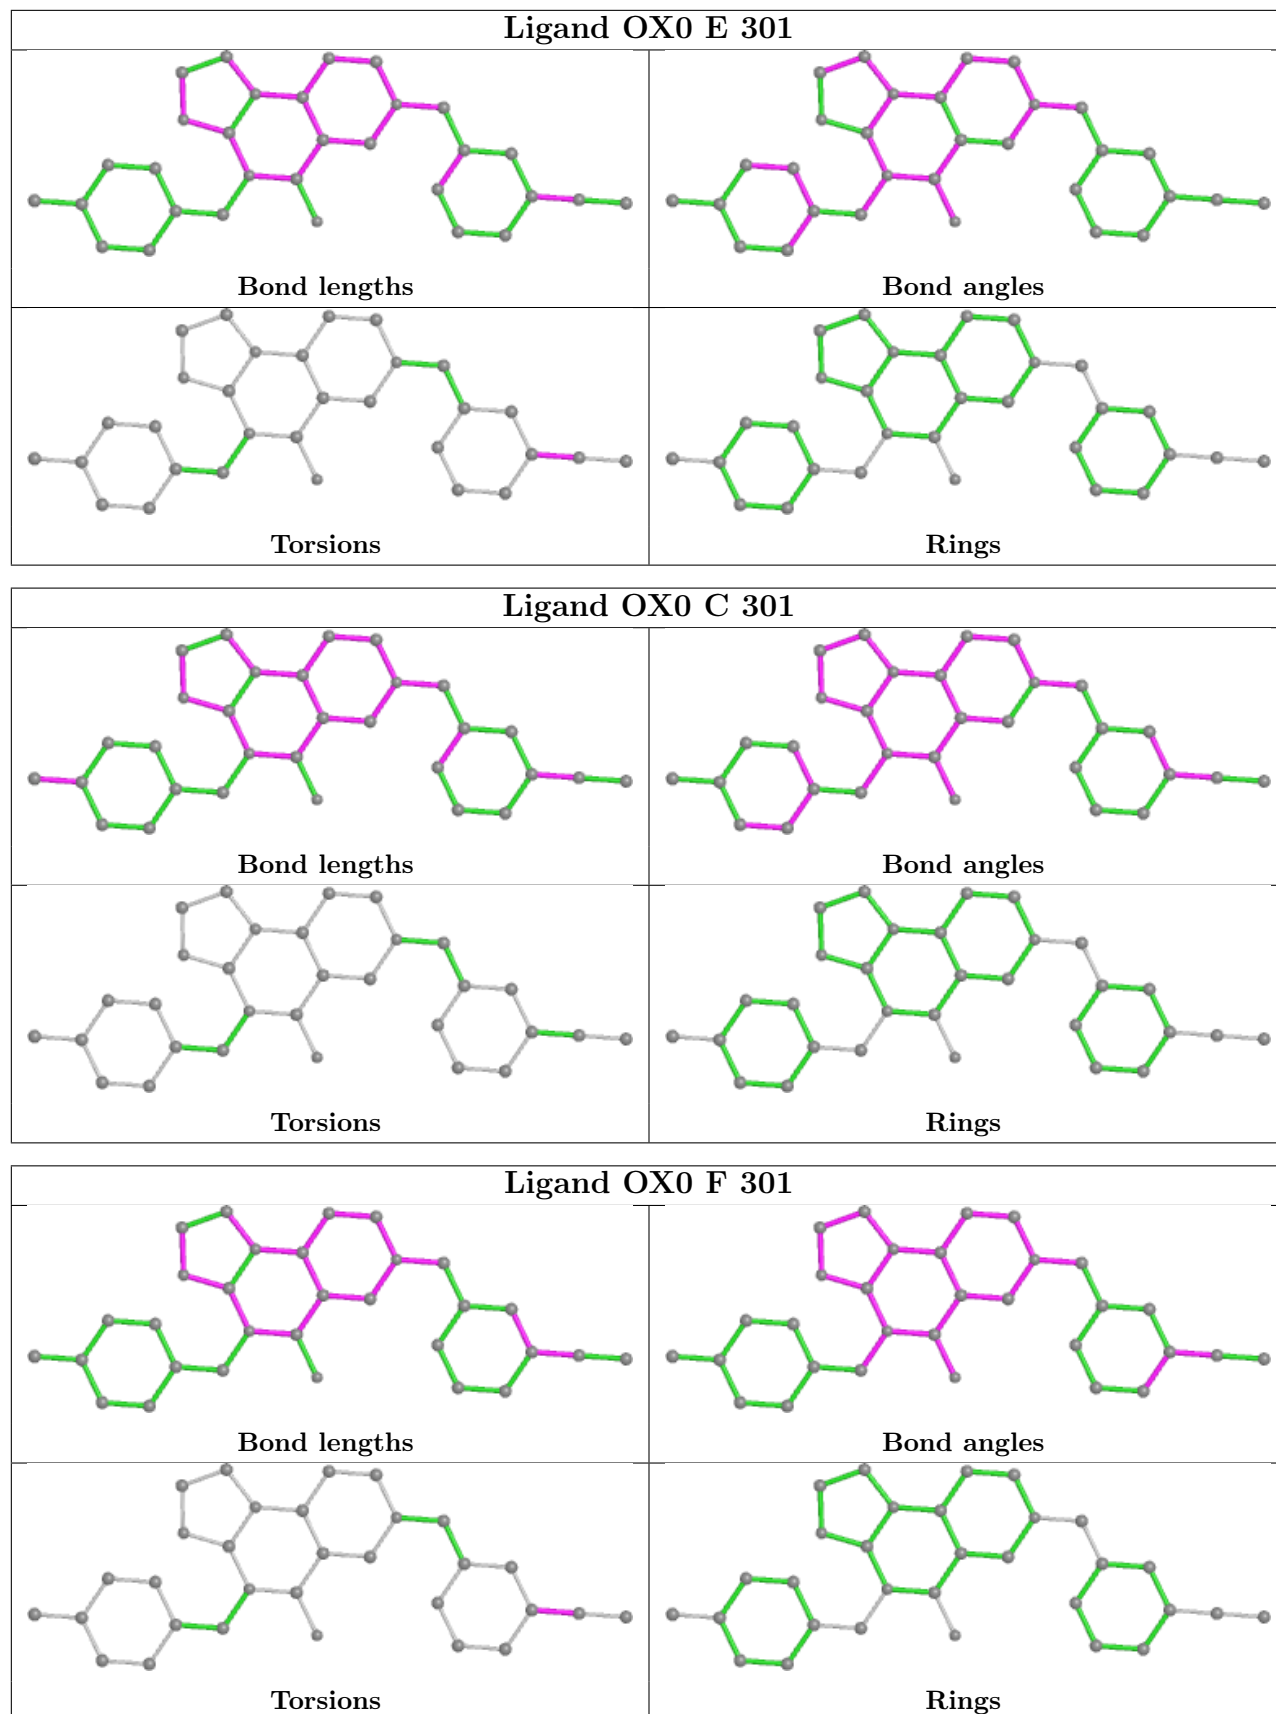 Ligand OX0 E 301
Bond lengths
Bond angles
Torsions
Rings
Ligand OX0 C 301
Bond lengths
Bond angles
Torsions
Rings
Ligand OX0 F 301
Bond lengths
Bond angles
Torsions
Rings